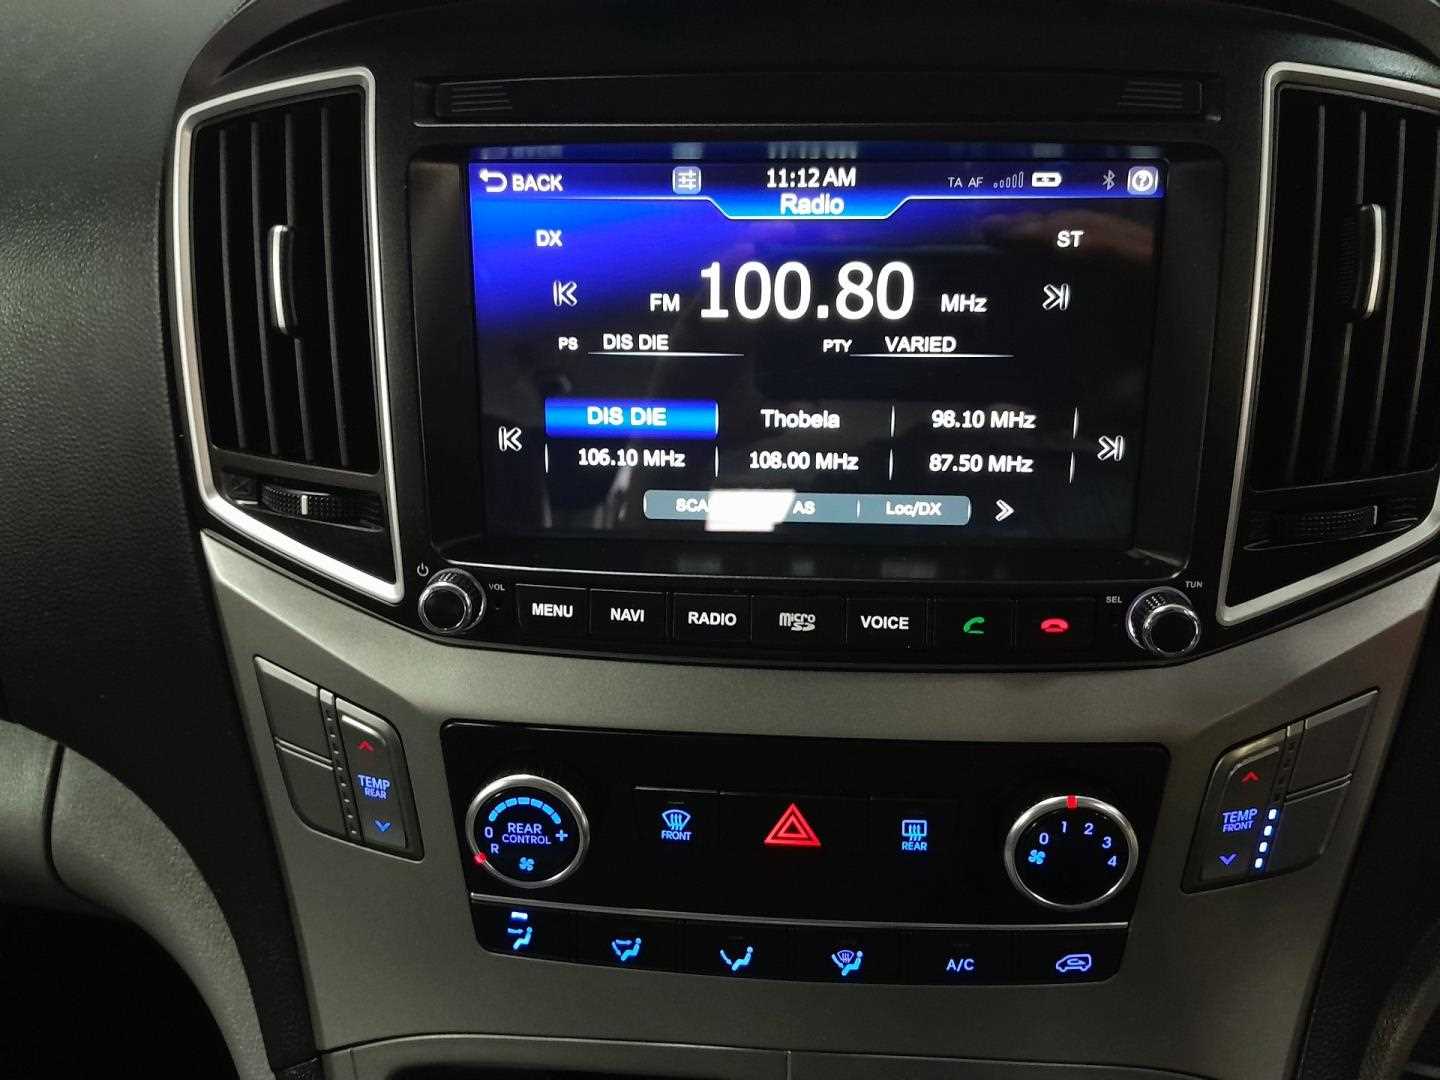 BACK 11:12 AM TA AF ?
Radio
DX ST
FM 100.80 MHz
PS DIS DIE PTY VARIED
DIS DIE Thobela 98.10 MHz
106.10 MHz 108.00 MHz 87.50 MHz
AS Loc/DX
VOL SEL TUN
MENU NAVI RADIO micro SD VOICE
TEMP REAR
0 REAR CONTROL +
R
FRONT
REAR
0 1 2 3 4
TEMP FRONT
A/C